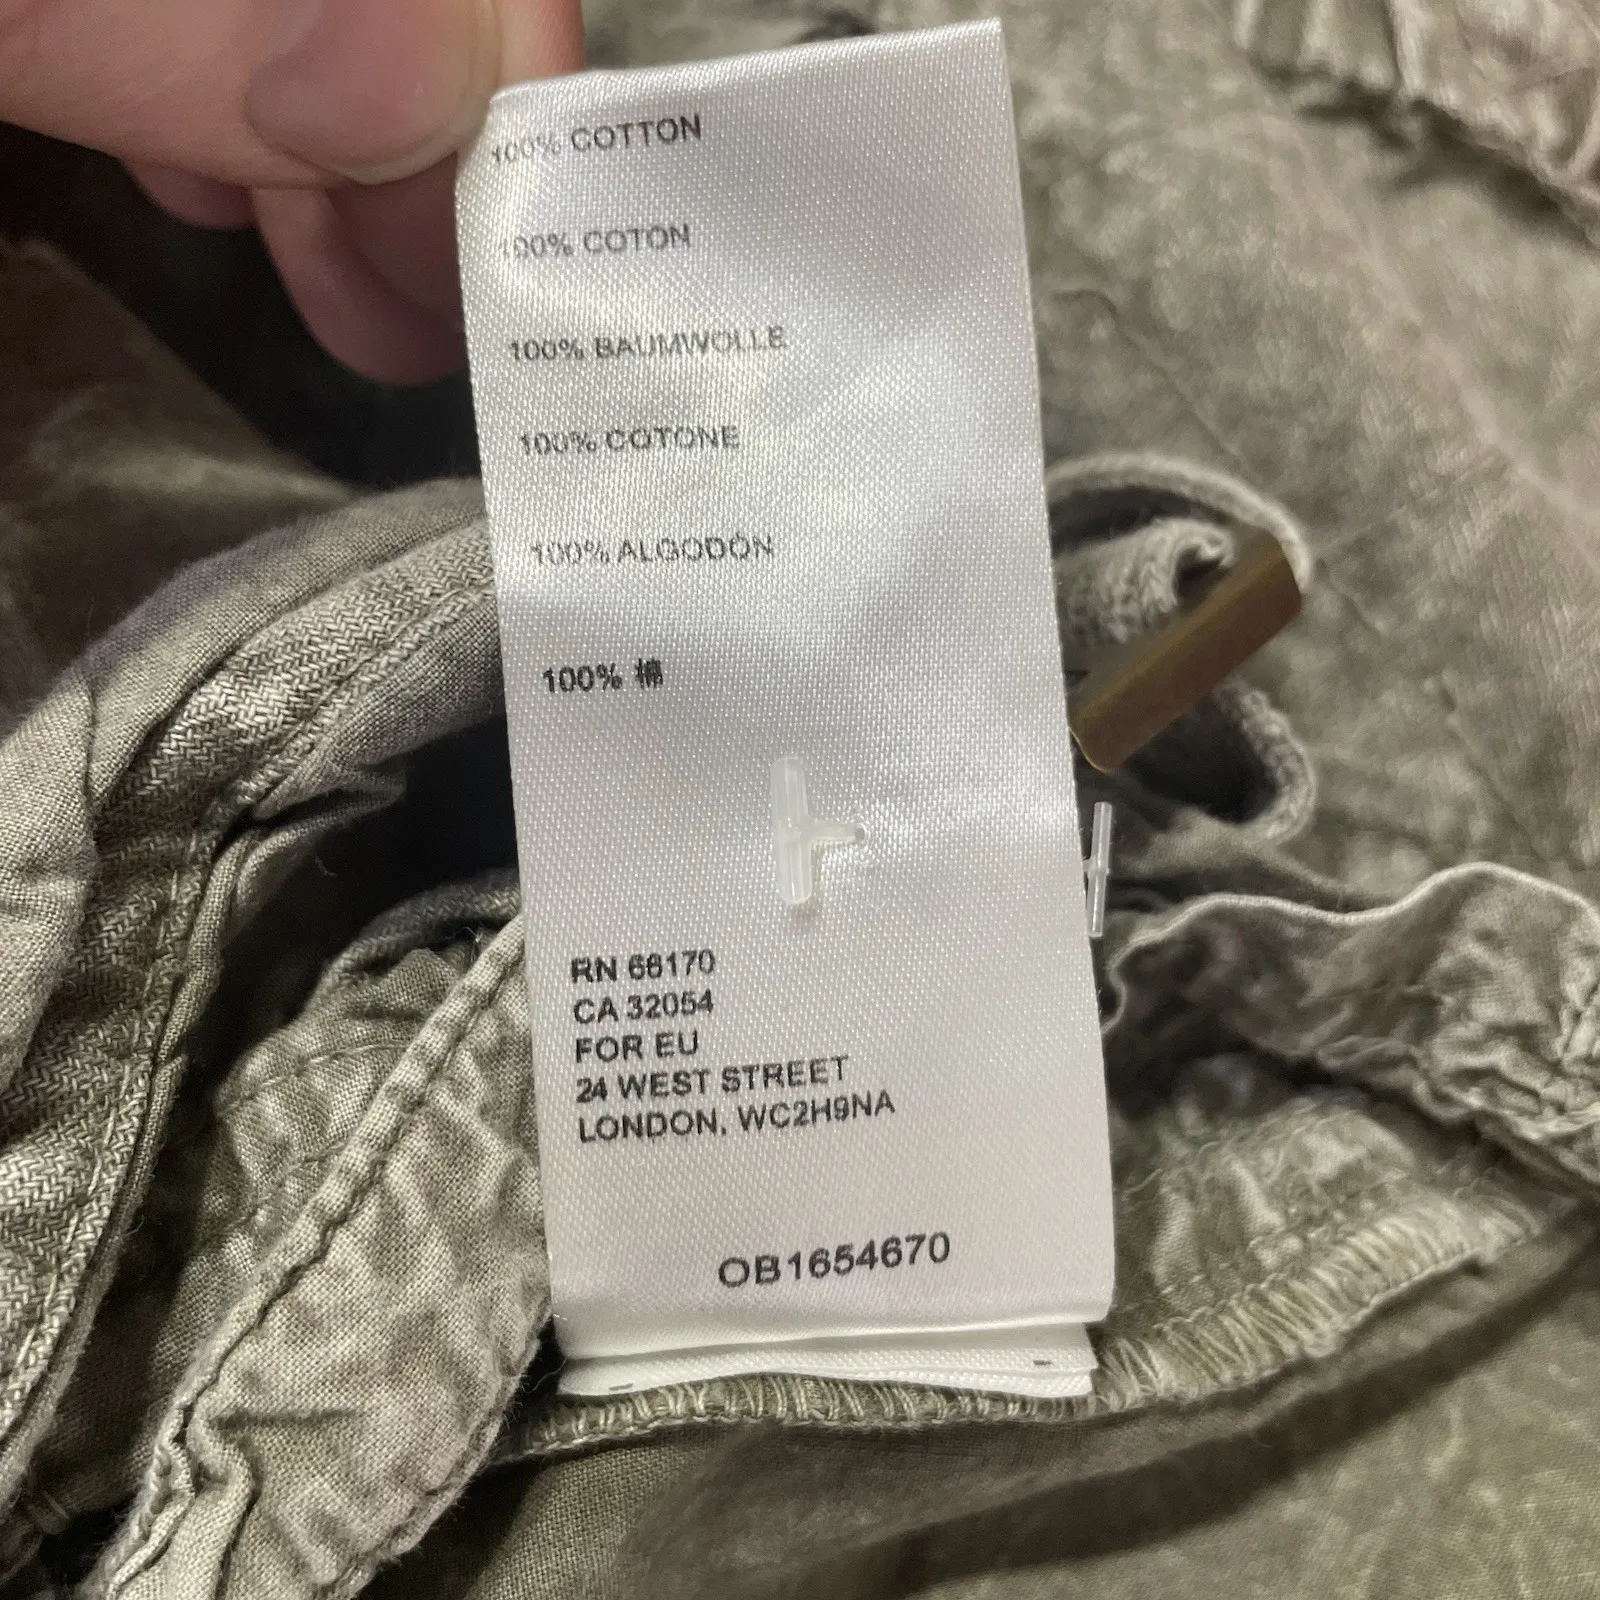 100% COTTON
100% COTON
100% BAUMWOLLE
100% COTONE
100% ALGODÓN
100% 棉
RN 66170
CA 32054
FOR EU
24 WEST STREET
LONDON, WC2H9NA
OB1654670